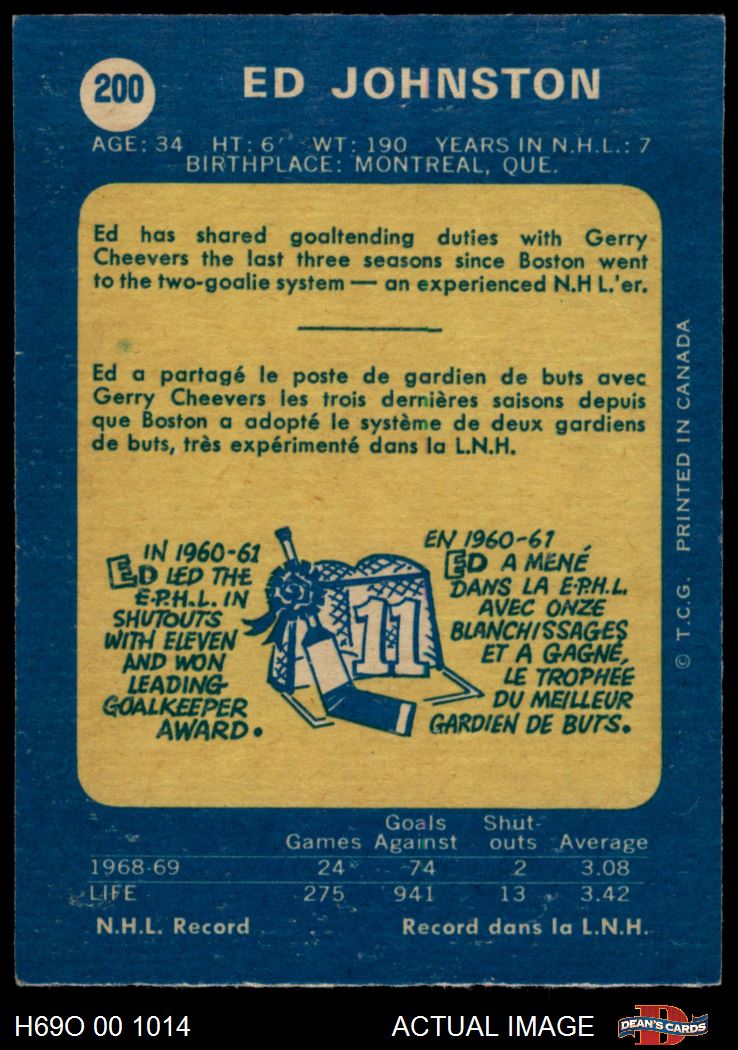 200
ED JOHNSTON
AGE: 34 HT: 6' WT: 190 YEARS IN N.H.L.: 7
BIRTHPLACE: MONTREAL, QUE.
Ed has shared goaltending duties with Gerry
Cheevers the last three seasons since Boston went
to the two-goalie system — an experienced N.H L.'er.
Ed a partagé le poste de gardien de buts avec
Gerry Cheevers les trois dernières saisons depuis
que Boston a adopté le système de deux gardiens
de buts, très expérimenté dans la L.N.H.
IN 1960-61
ED LED THE
E.P.H.L. IN
SHUTOUTS
WITH ELEVEN
AND WON
LEADING
GOALKEEPER
AWARD.
11
EN 1960-61
ED A MENÉ
DANS LA E.P.H.L.
AVEC ONZE
BLANCHISSAGES
ET A GAGNÉ,
LE TROPHÉE
DU MEILLEUR
GARDIEN DE BUTS.
© T.C.G. PRINTED IN CANADA
Goals Shut-
Games Against outs Average
1968-69 24 74 2 3.08
LIFE 275 941 13 3.42
N.H.L. Record Record dans la L.N.H.
H69O 00 1014
ACTUAL IMAGE
D
DEAN'S CARDS